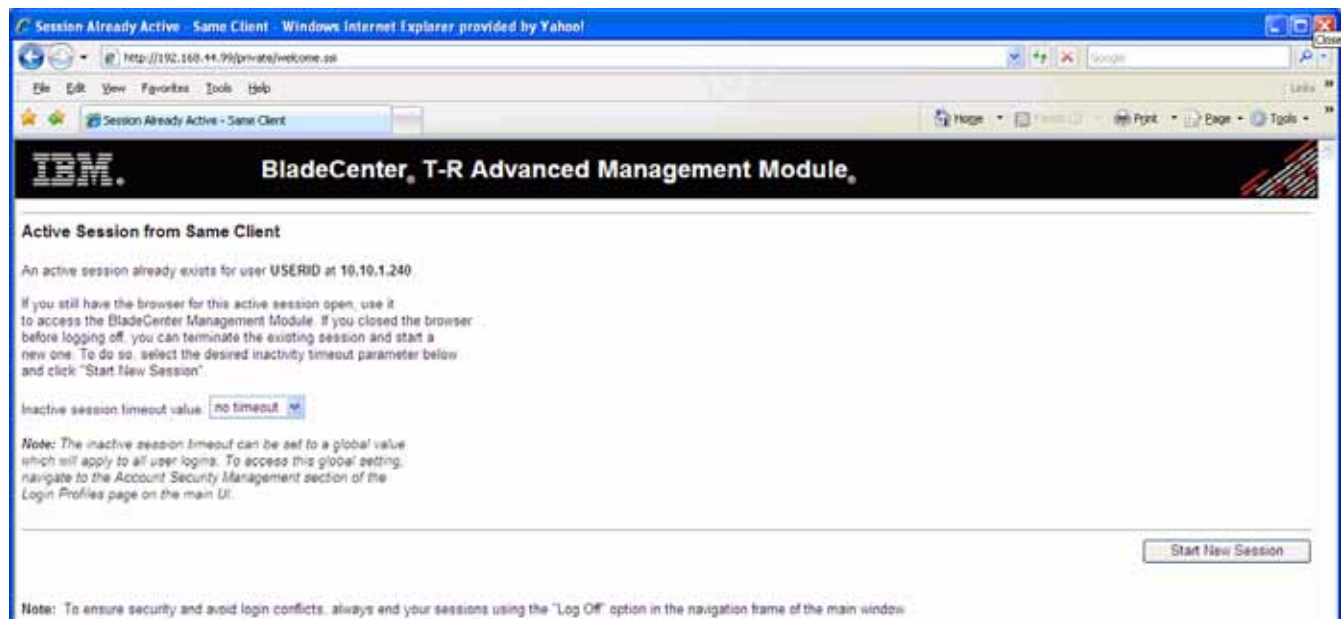 Session Already Active - Same Client - Windows Internet Explorer provided by Yahoo!
Close
http://192.168.44.99/private/welcome.ssi
Google
File Edit View Favorites Tools Help
Links
Session Already Active - Same Client
Home Print Page Tools
IBM. BladeCenter® T-R Advanced Management Module®
Active Session from Same Client
An active session already exists for user USERID at 10.10.1.240
If you still have the browser for this active session open, use it
to access the BladeCenter Management Module. If you closed the browser
before logging off, you can terminate the existing session and start a
new one. To do so, select the desired inactivity timeout parameter below
and click "Start New Session".
Inactive session timeout value: no timeout
Note: The inactive session timeout can be set to a global value
which will apply to all user logins. To access this global setting,
navigate to the Account Security Management section of the
Login Profiles page on the main UI.
Start New Session
Note: To ensure security and avoid login conflicts, always end your sessions using the "Log Off" option in the navigation frame of the main window